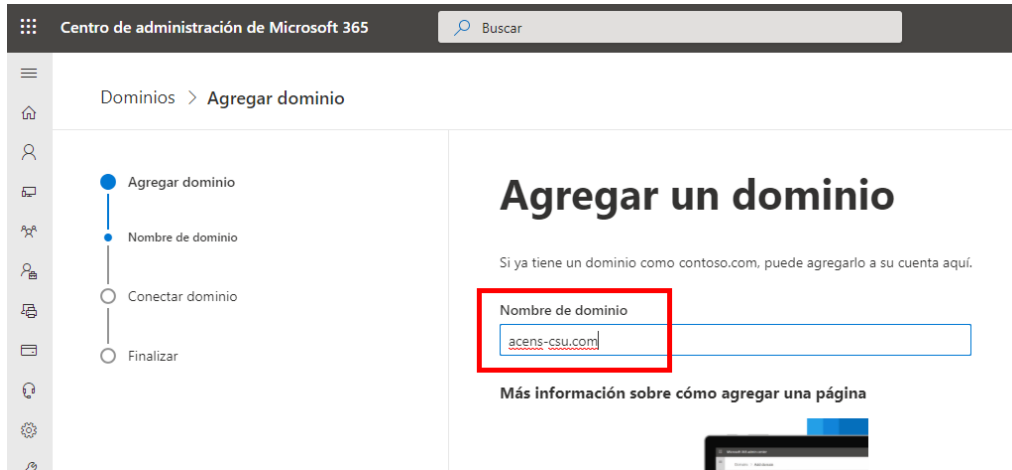 Centro de administración de Microsoft 365
Buscar
Dominios > Agregar dominio
Agregar dominio
Nombre de dominio
Conectar dominio
Finalizar
Agregar un dominio
Si ya tiene un dominio como contoso.com, puede agregarlo a su cuenta aquí.
Nombre de dominio
acens-csu.com
Más información sobre cómo agregar una página